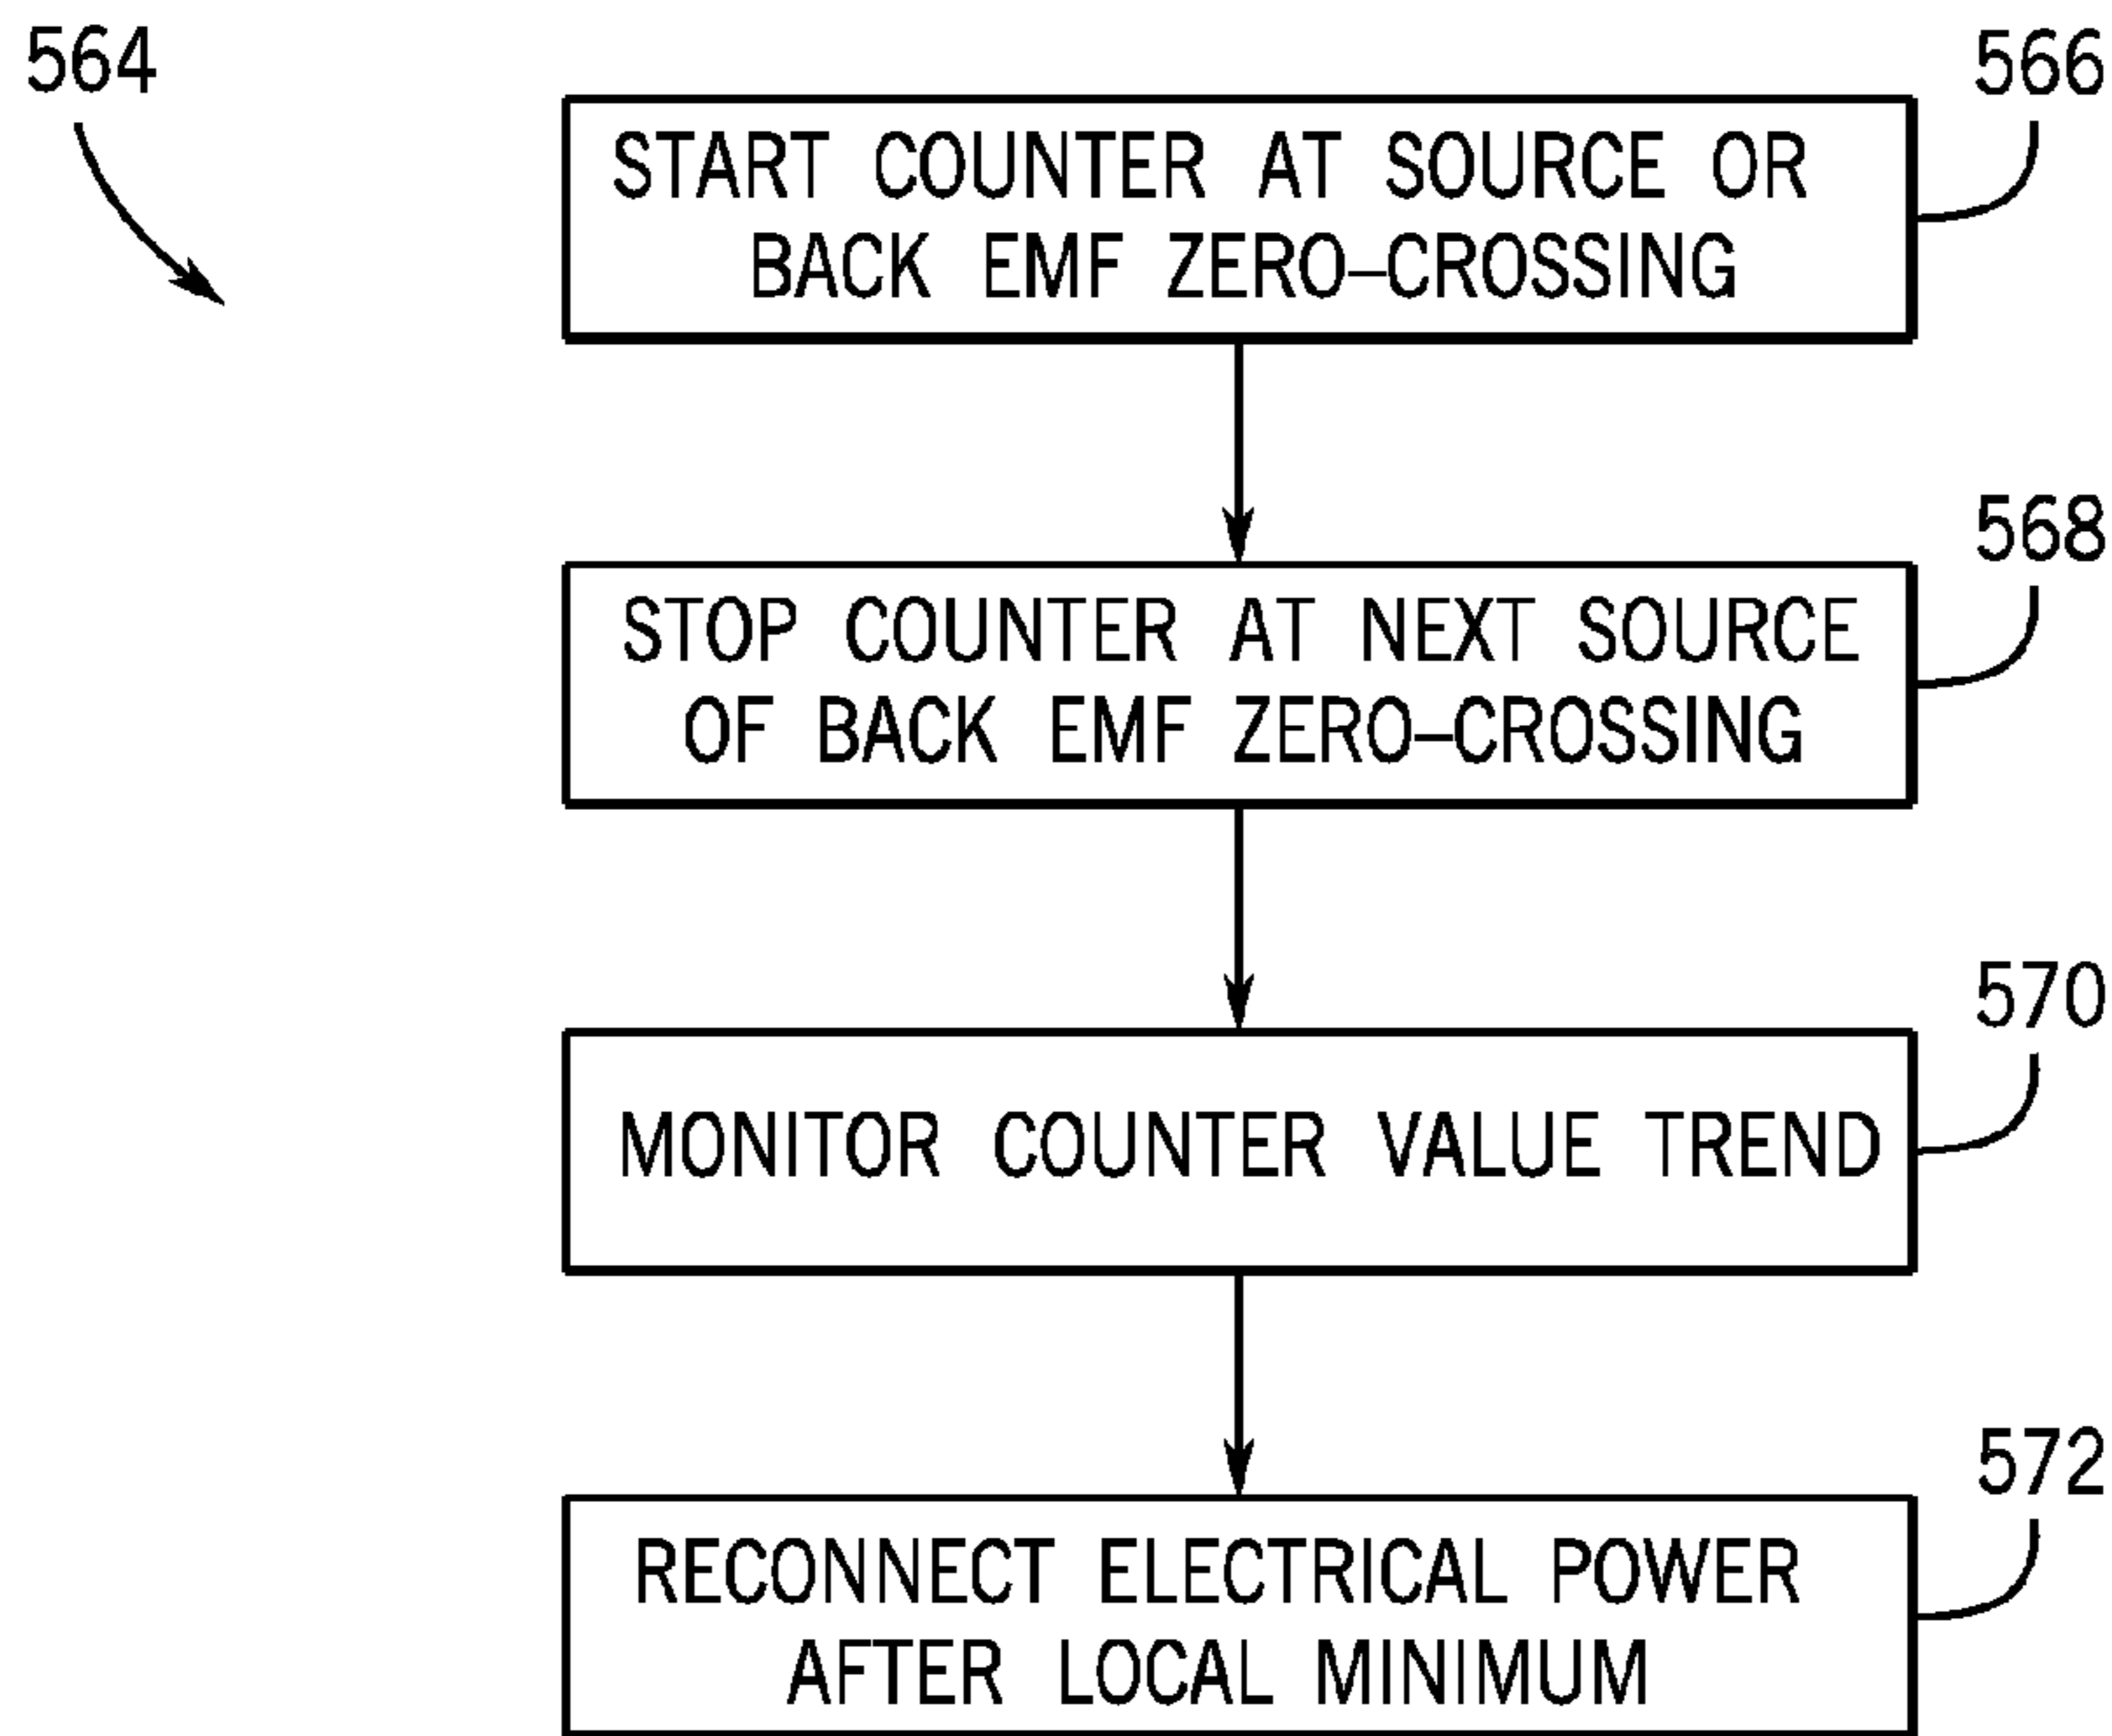 564
566
START COUNTER AT SOURCE OR
BACK EMF ZERO–CROSSING
568
STOP COUNTER AT NEXT SOURCE
OF BACK EMF ZERO–CROSSING
570
MONITOR COUNTER VALUE TREND
572
RECONNECT ELECTRICAL POWER
AFTER LOCAL MINIMUM